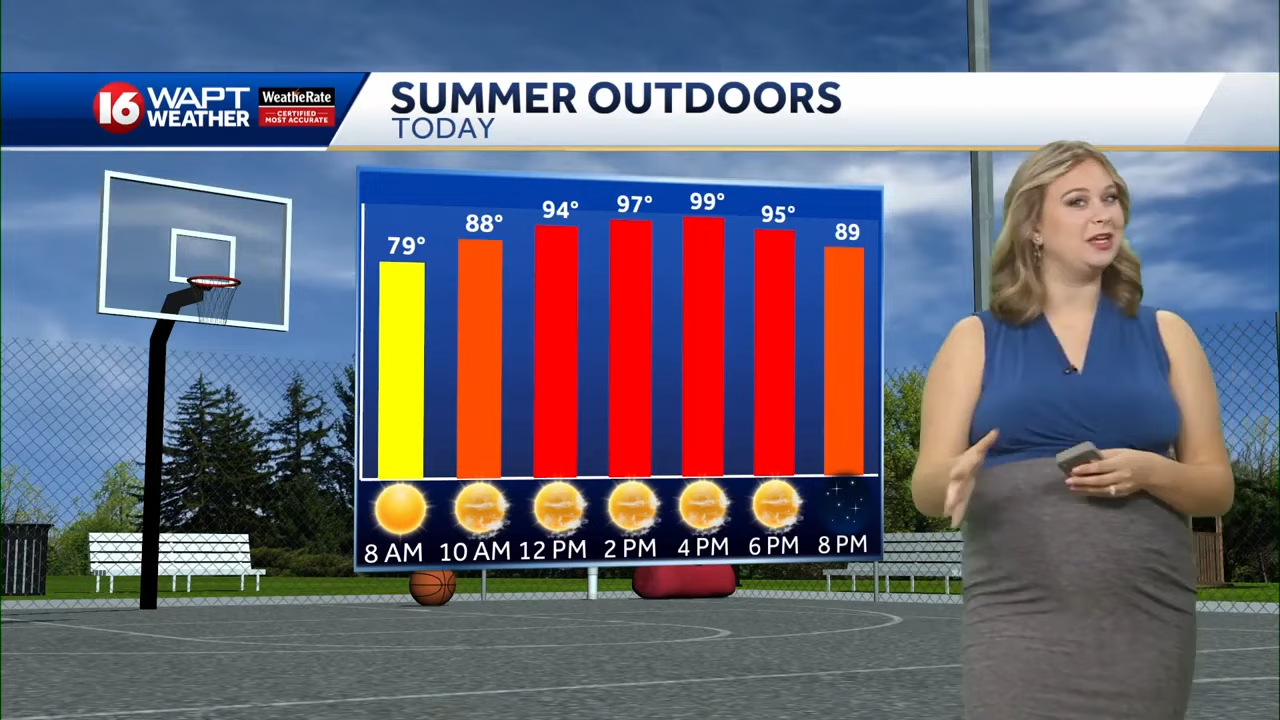 16 WAPT WEATHER
WeatheRate
CERTIFIED
MOST ACCURATE
SUMMER OUTDOORS
TODAY
79° 88° 94° 97° 99° 95° 89
8 AM 10 AM 12 PM 2 PM 4 PM 6 PM 8 PM